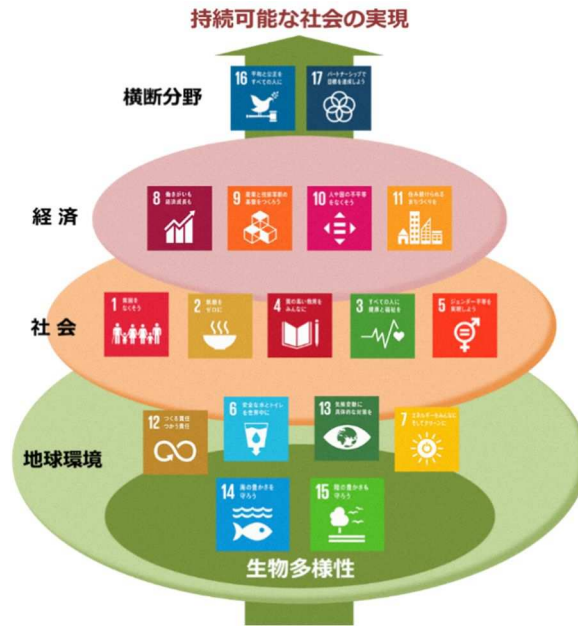 持続可能な社会の実現
横断分野
16 平和と公正を
すべての人に
17 パートナーシップで
目標を達成しよう
経済
8 働きがいも
経済成長も
9 産業と技術革新の
基盤をつくろう
10 人や国の不平等
をなくそう
11 住み続けられる
まちづくりを
社会
1 貧困を
なくそう
2 飢餓を
ゼロに
4 質の高い教育を
みんなに
3 すべての人に
健康と福祉を
5 ジェンダー平等を
実現しよう
地球環境
12 つくる責任
つかう責任
6 安全な水とトイレ
を世界中に
13 気候変動に
具体的な対策を
7 エネルギーをみんなに
そしてクリーンに
14 海の豊かさを
守ろう
15 陸の豊かさも
守ろう
生物多様性